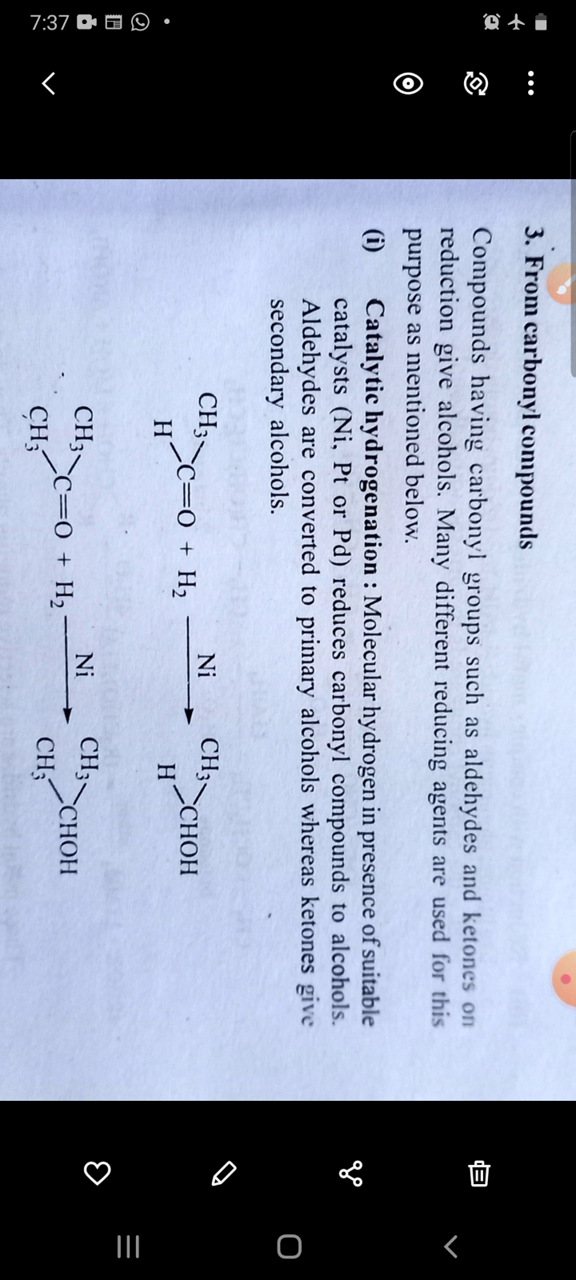 7:37
3. From carbonyl compounds
Compounds having carbonyl groups such as aldehydes and ketones on
reduction give alcohols. Many different reducing agents are used for this
purpose as mentioned below.
(i) Catalytic hydrogenation : Molecular hydrogen in presence of suitable
catalysts (Ni, Pt or Pd) reduces carbonyl compounds to alcohols.
Aldehydes are converted to primary alcohols whereas ketones give
secondary alcohols.
CH₃ Ni CH₃
C=O + H₂ → CHOH
H H
CH₃ Ni CH₃
C=O + H₂ → CHOH
CH₃ CH₃